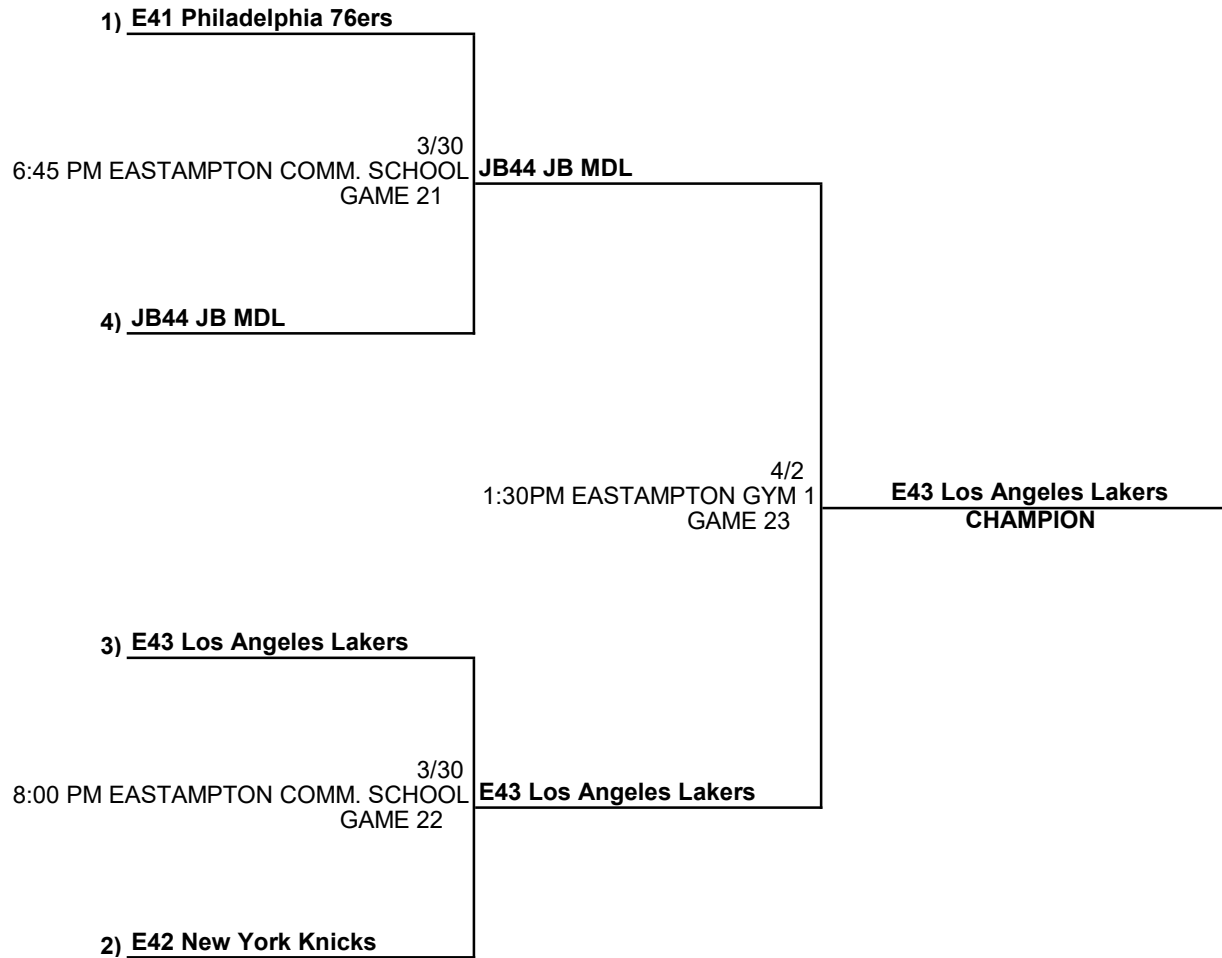 1) E41 Philadelphia 76ers
3/30
6:45 PM EASTAMPTON COMM. SCHOOL
GAME 21
JB44 JB MDL
4) JB44 JB MDL
4/2
1:30PM EASTAMPTON GYM 1
GAME 23
E43 Los Angeles Lakers
CHAMPION
3) E43 Los Angeles Lakers
3/30
8:00 PM EASTAMPTON COMM. SCHOOL
GAME 22
E43 Los Angeles Lakers
2) E42 New York Knicks